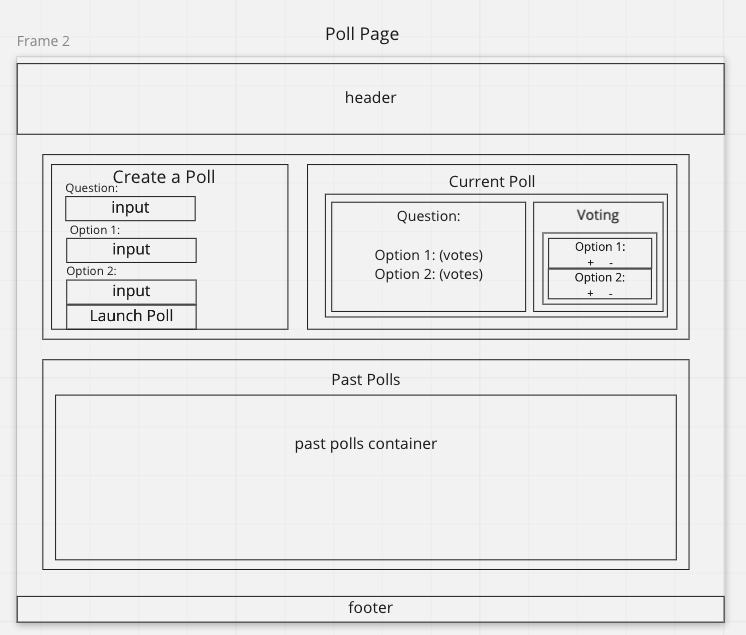 Poll Page
Frame 2
header
Create a Poll
Question:
input
Option 1:
input
Option 2:
input
Launch Poll
Current Poll
Question:
Option 1: (votes)
Option 2: (votes)
Voting
Option 1:
+ -
Option 2:
+ -
Past Polls
past polls container
footer